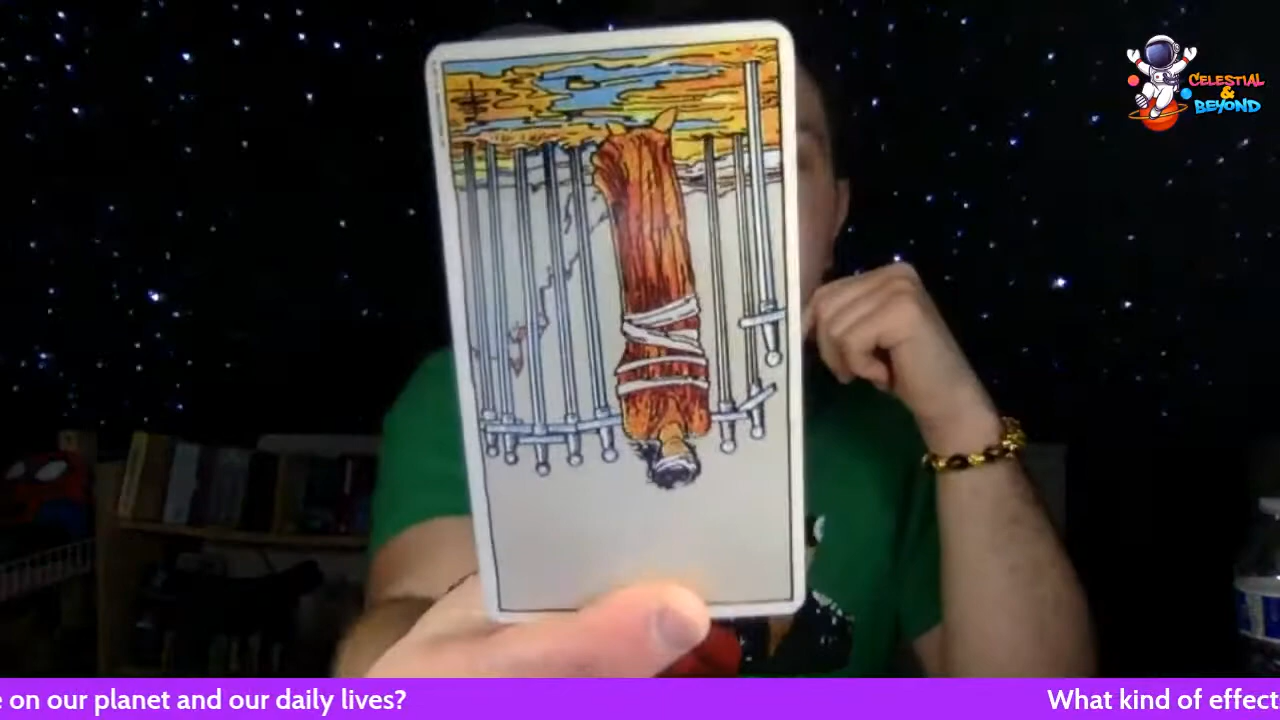 CELESTIAL
&
BEYOND
e on our planet and our daily lives?
What kind of effect